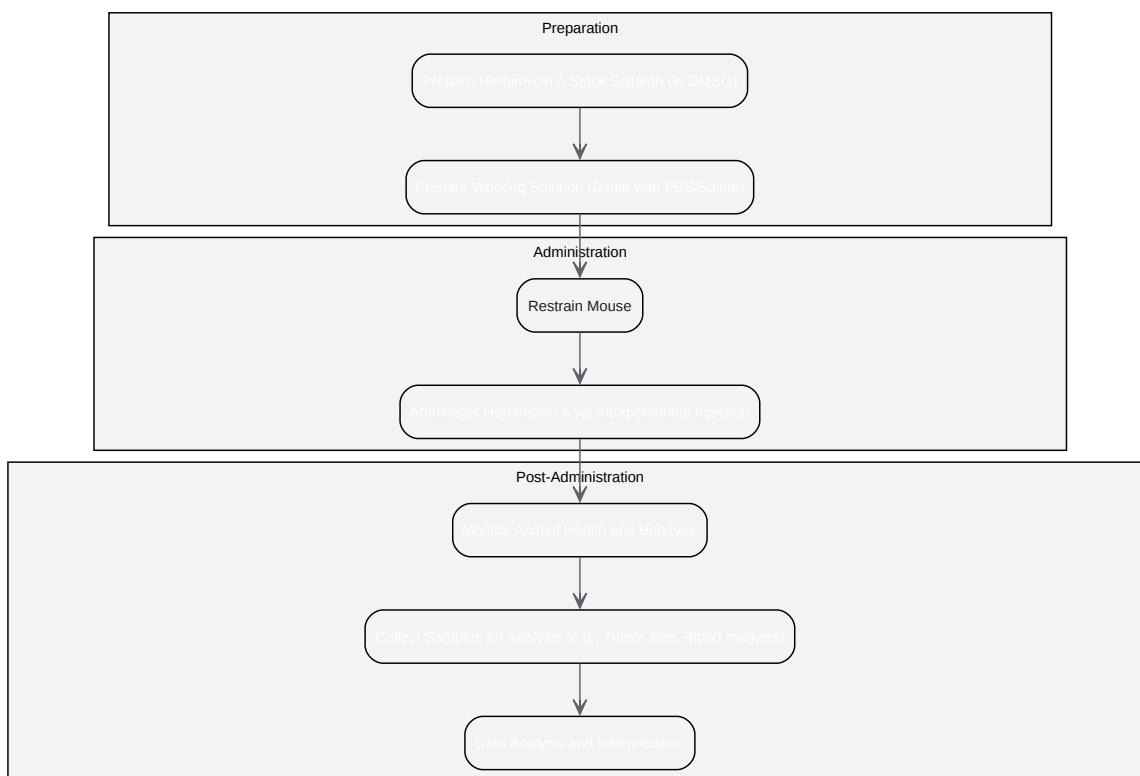 Preparation
Prepare Herbimycin A Stock Solution (in DMSO)
Prepare Working Solution (Dilute with PBS/Saline)
Administration
Restrain Mouse
Administer Herbimycin A via Intraperitoneal Injection
Post-Administration
Monitor Animal Health and Behavior
Collect Samples for Analysis (e.g., Tumor size, Blood markers)
Data Analysis and Interpretation